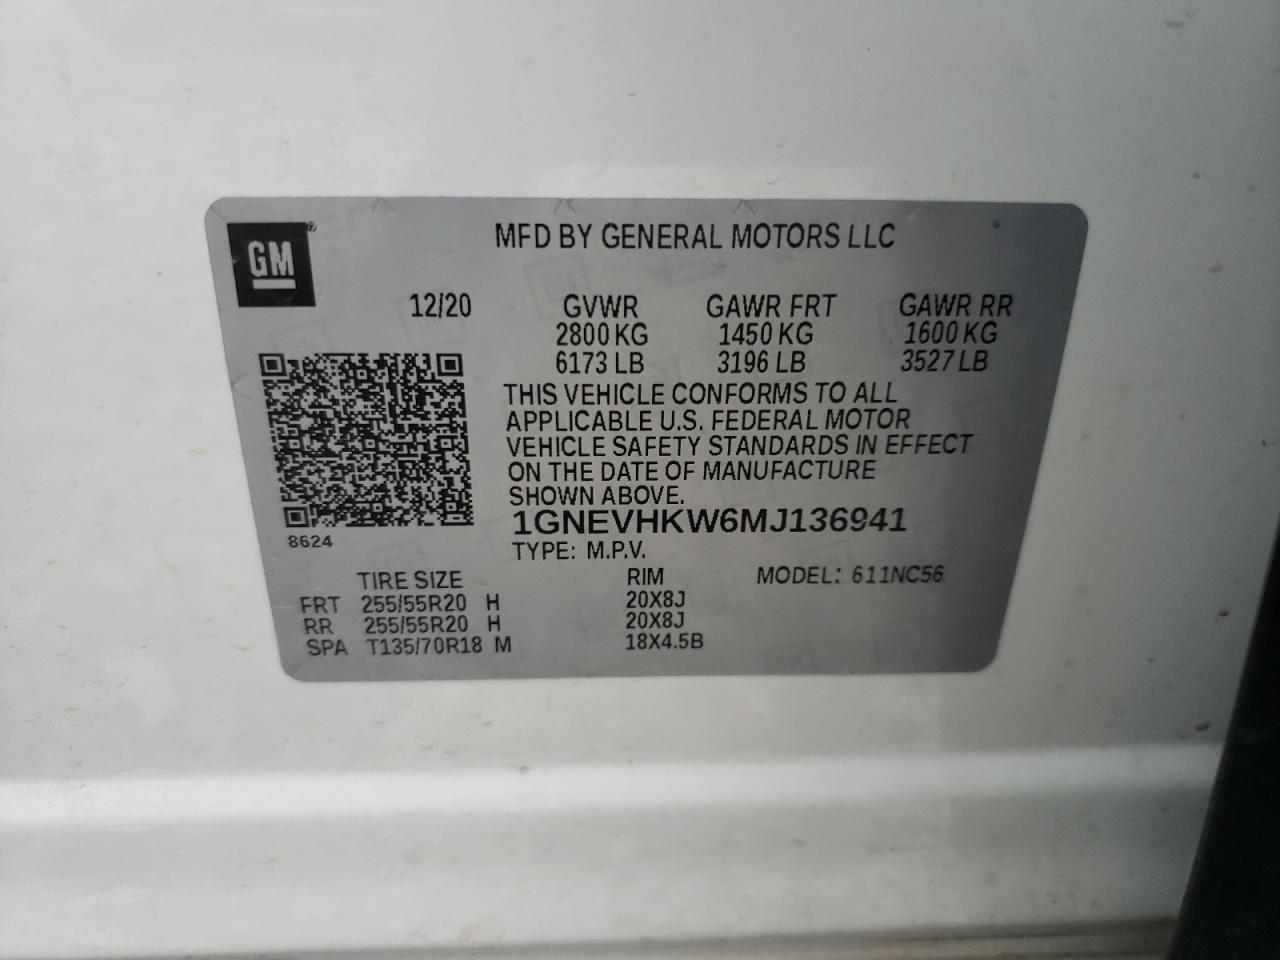 GM
MFD BY GENERAL MOTORS LLC
12/20 GVWR GAWR FRT GAWR RR
2800 KG 1450 KG 1600 KG
6173 LB 3196 LB 3527 LB
THIS VEHICLE CONFORMS TO ALL
APPLICABLE U.S. FEDERAL MOTOR
VEHICLE SAFETY STANDARDS IN EFFECT
ON THE DATE OF MANUFACTURE
SHOWN ABOVE.
1GNEVHKW6MJ136941
8624
TYPE: M.P.V.
TIRE SIZE RIM MODEL: 611NC56
FRT 255/55R20 H 20X8J
RR 255/55R20 H 20X8J
SPA T135/70R18 M 18X4.5B